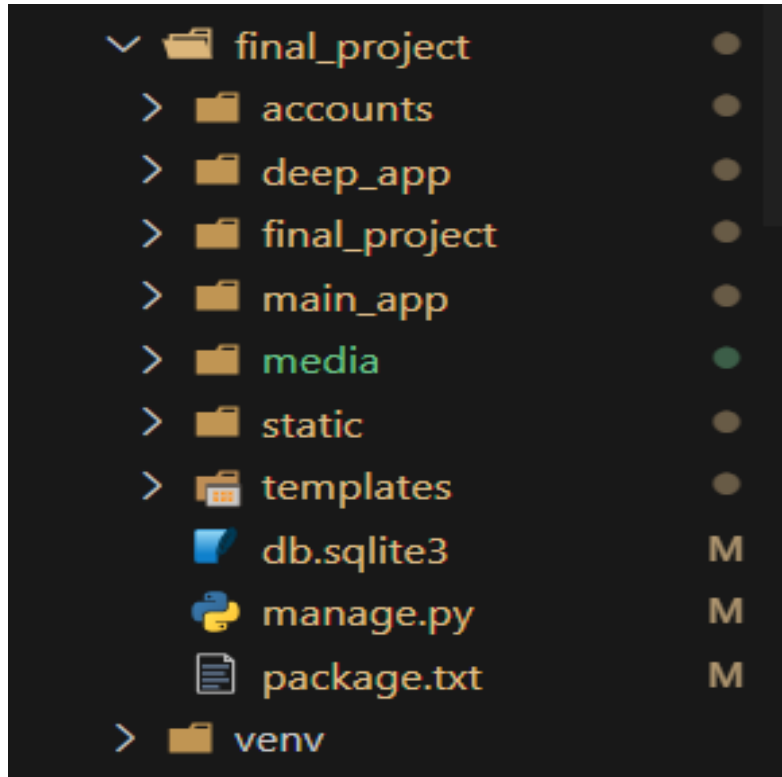 final_project
accounts
deep_app
final_project
main_app
media
static
templates
db.sqlite3 M
manage.py M
package.txt M
venv